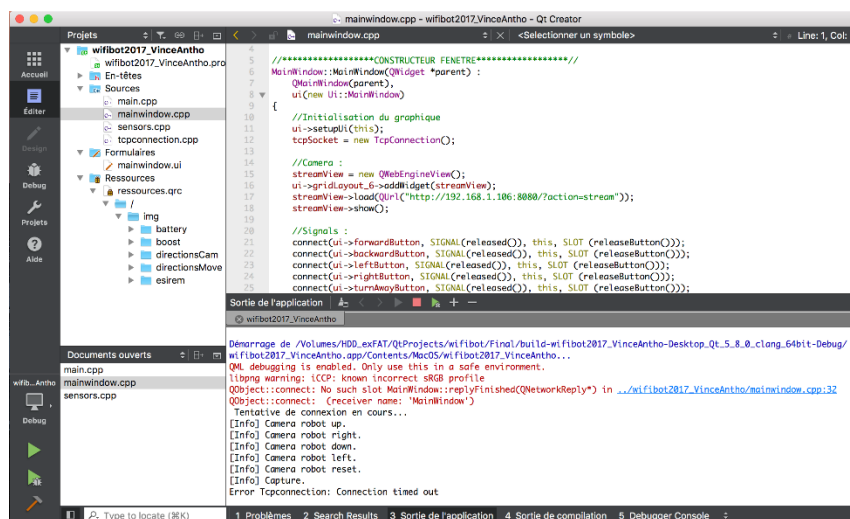 mainwindow.cpp - wifibot2017_VinceAntho - Qt Creator
Projets
mainwindow.cpp
<Selectionner un symbole>
Line: 1, Col:
Accueil
Éditer
Design
Debug
Projets
Aide
wifibot2017_VinceAntho
wifibot2017_VinceAntho.pro
En-têtes
Sources
main.cpp
mainwindow.cpp
sensors.cpp
tcpconnection.cpp
Formulaires
mainwindow.ui
Ressources
ressources.qrc
/
img
battery
boost
directionsCam
directionsMove
esirem
4
5 //******************CONSTRUCTEUR FENETRE******************//
6 MainWindow::MainWindow(QWidget *parent) :
7 QMainWindow(parent),
8 ui(new Ui::MainWindow)
9 {
10 //Initialisation du graphique
11 ui->setupUi(this);
12 tcpSocket = new TcpConnection();
13
14 //Camera :
15 streamView = new QWebEngineView();
16 ui->gridLayout_6->addWidget(streamView);
17 streamView->load(QUrl("http://192.168.1.106:8080/?action=stream"));
18 streamView->show();
19
20 //Signals :
21 connect(ui->forwardButton, SIGNAL(released()), this, SLOT (releaseButton()));
22 connect(ui->backwardButton, SIGNAL(released()), this, SLOT (releaseButton()));
23 connect(ui->leftButton, SIGNAL(released()), this, SLOT (releaseButton()));
24 connect(ui->rightButton, SIGNAL(released()), this, SLOT (releaseButton()));
25 connect(ui->turnAwayButton, SIGNAL(released()), this, SLOT (releaseButton()));
Sortie de l'application
wifibot2017_VinceAntho
Démarrage de /Volumes/HDD_exFAT/QtProjects/wifibot/Final/build-wifibot2017_VinceAntho-Desktop_Qt_5_8_0_clang_64bit-Debug/
wifibot2017_VinceAntho.app/Contents/MacOS/wifibot2017_VinceAntho...
QML debugging is enabled. Only use this in a safe environment.
libpng warning: iCCP: known incorrect sRGB profile
QObject::connect: No such slot MainWindow::replyFinished(QNetworkReply*) in ../wifibot2017_VinceAntho/mainwindow.cpp:32
QObject::connect: (receiver name: 'MainWindow')
Tentative de connexion en cours...
[Info] Camera robot up.
[Info] Camera robot right.
[Info] Camera robot down.
[Info] Camera robot left.
[Info] Camera robot reset.
[Info] Capture.
Error Tcpconnection: Connection timed out
Documents ouverts
main.cpp
mainwindow.cpp
sensors.cpp
wifib...Antho
Debug
Type to locate (⌘K)
1 Problèmes
2 Search Results
3 Sortie de l'application
4 Sortie de compilation
5 Debugger Console